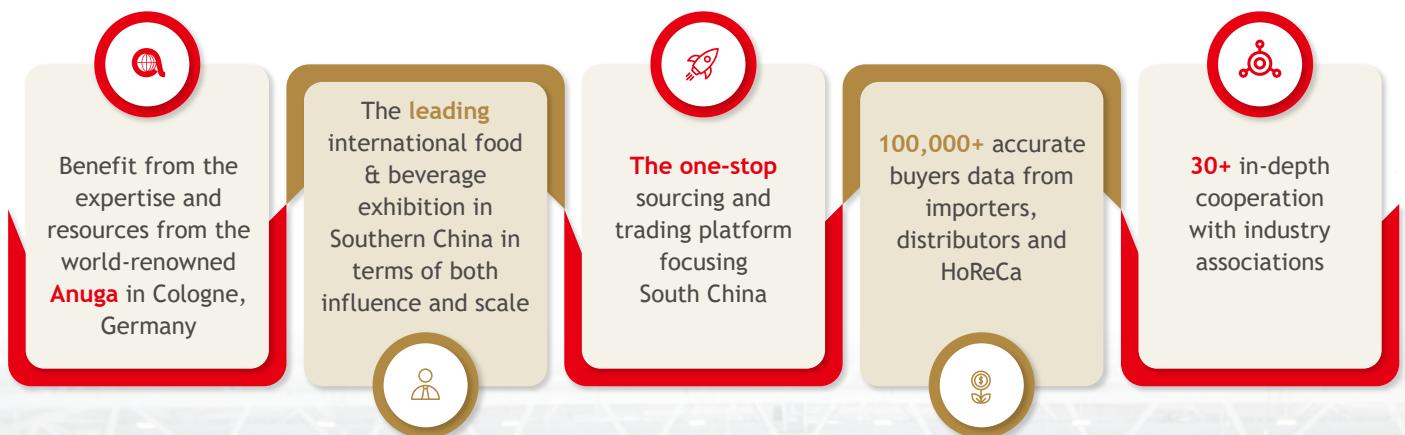 Benefit from the
expertise and
resources from the
world-renowned
Anuga in Cologne,
Germany
The leading
international food
& beverage
exhibition in
Southern China in
terms of both
influence and scale
The one-stop
sourcing and
trading platform
focusing
South China
100,000+ accurate
buyers data from
importers,
distributors and
HoReCa
30+ in-depth
cooperation
with industry
associations